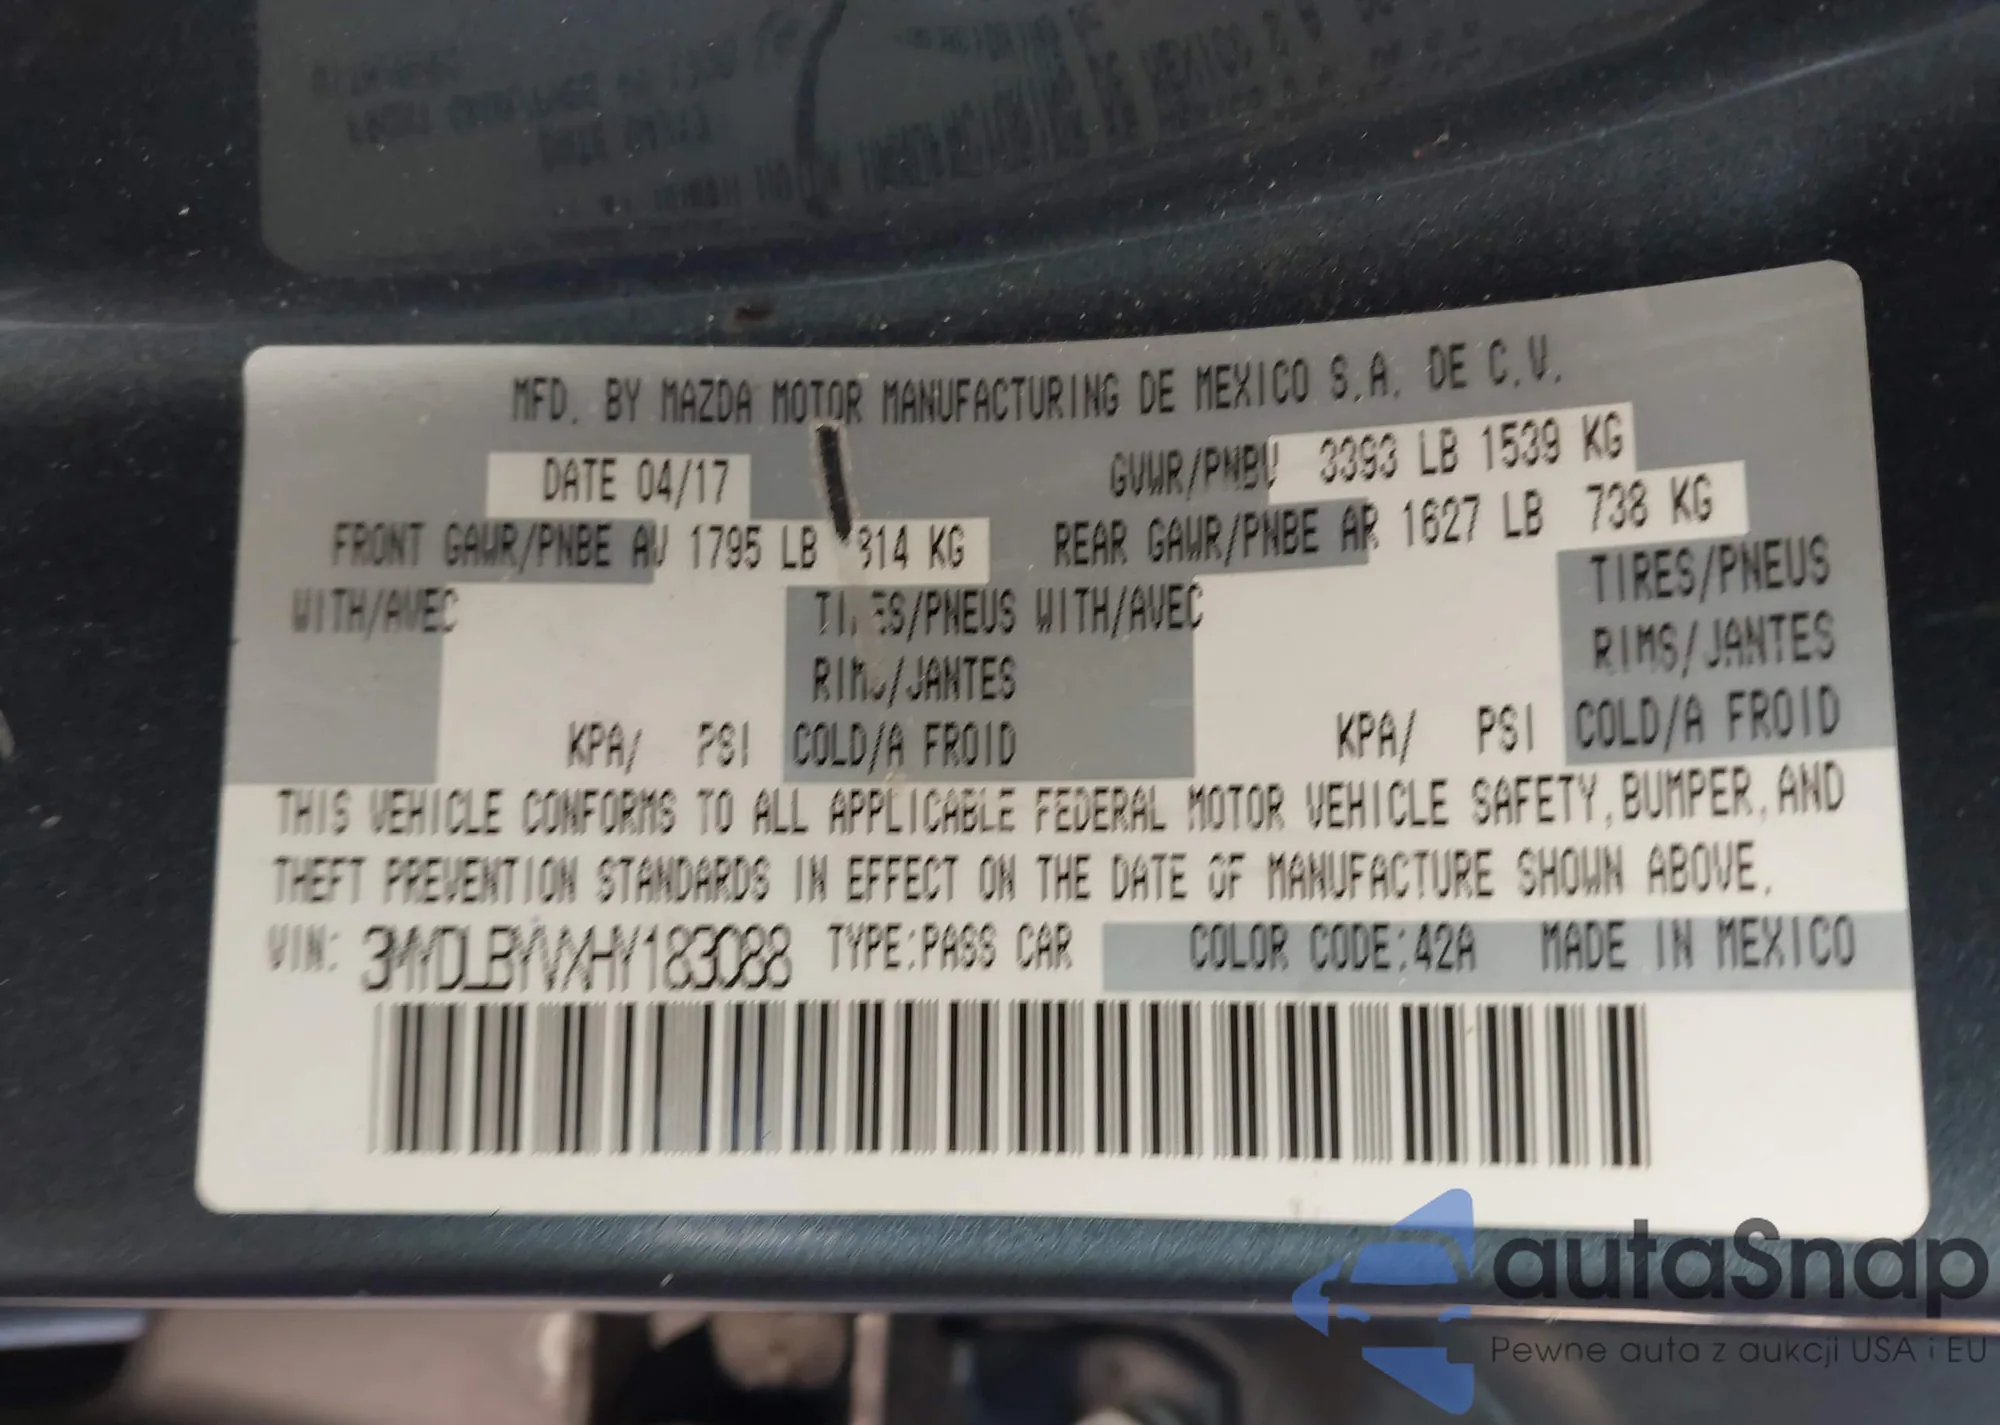 MFD. BY MAZDA MOTOR MANUFACTURING DE MEXICO S.A. DE C.V.
DATE 04/17 GVWR/PNBV 3393 LB 1539 KG
FRONT GAWR/PNBE AV 1795 LB 814 KG REAR GAWR/PNBE AR 1627 LB 738 KG
WITH/AVEC TIRES/PNEUS WITH/AVEC TIRES/PNEUS
RIMS/JANTES RIMS/JANTES
KPA/ PSI COLD/A FROID KPA/ PSI COLD/A FROID
THIS VEHICLE CONFORMS TO ALL APPLICABLE FEDERAL MOTOR VEHICLE SAFETY, BUMPER, AND
THEFT PREVENTION STANDARDS IN EFFECT ON THE DATE OF MANUFACTURE SHOWN ABOVE.
VIN: 3MYDLBYVXHY183088 TYPE:PASS CAR COLOR CODE:42A MADE IN MEXICO
autaSnap
Pewne auta z aukcji USA i EU